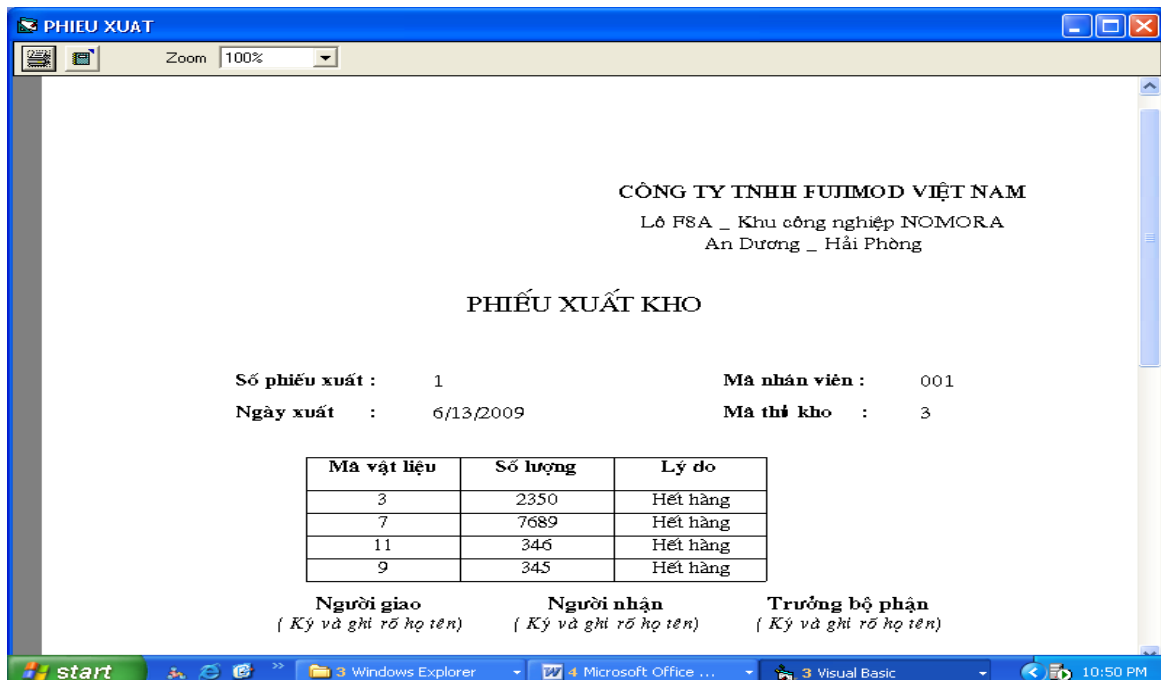 PHIEU XUAT
Zoom 100%
CÔNG TY TNHH FUJIMOD VIỆT NAM
Lô F8A _ Khu công nghiệp NOMORA
An Dương _ Hải Phòng
PHIẾU XUẤT KHO
Số phiếu xuất : 1 Mã nhân viên : 001
Ngày xuất : 6/13/2009 Mã thủ kho : 3
Mã vật liệu Số lượng Lý do
3 2350 Hết hàng
7 7689 Hết hàng
11 346 Hết hàng
9 345 Hết hàng
Người giao Người nhận Trưởng bộ phận
( Ký và ghi rõ họ tên) ( Ký và ghi rõ họ tên) ( Ký và ghi rõ họ tên)
start » 3 Windows Explorer 4 Microsoft Office ... 3 Visual Basic 10:50 PM